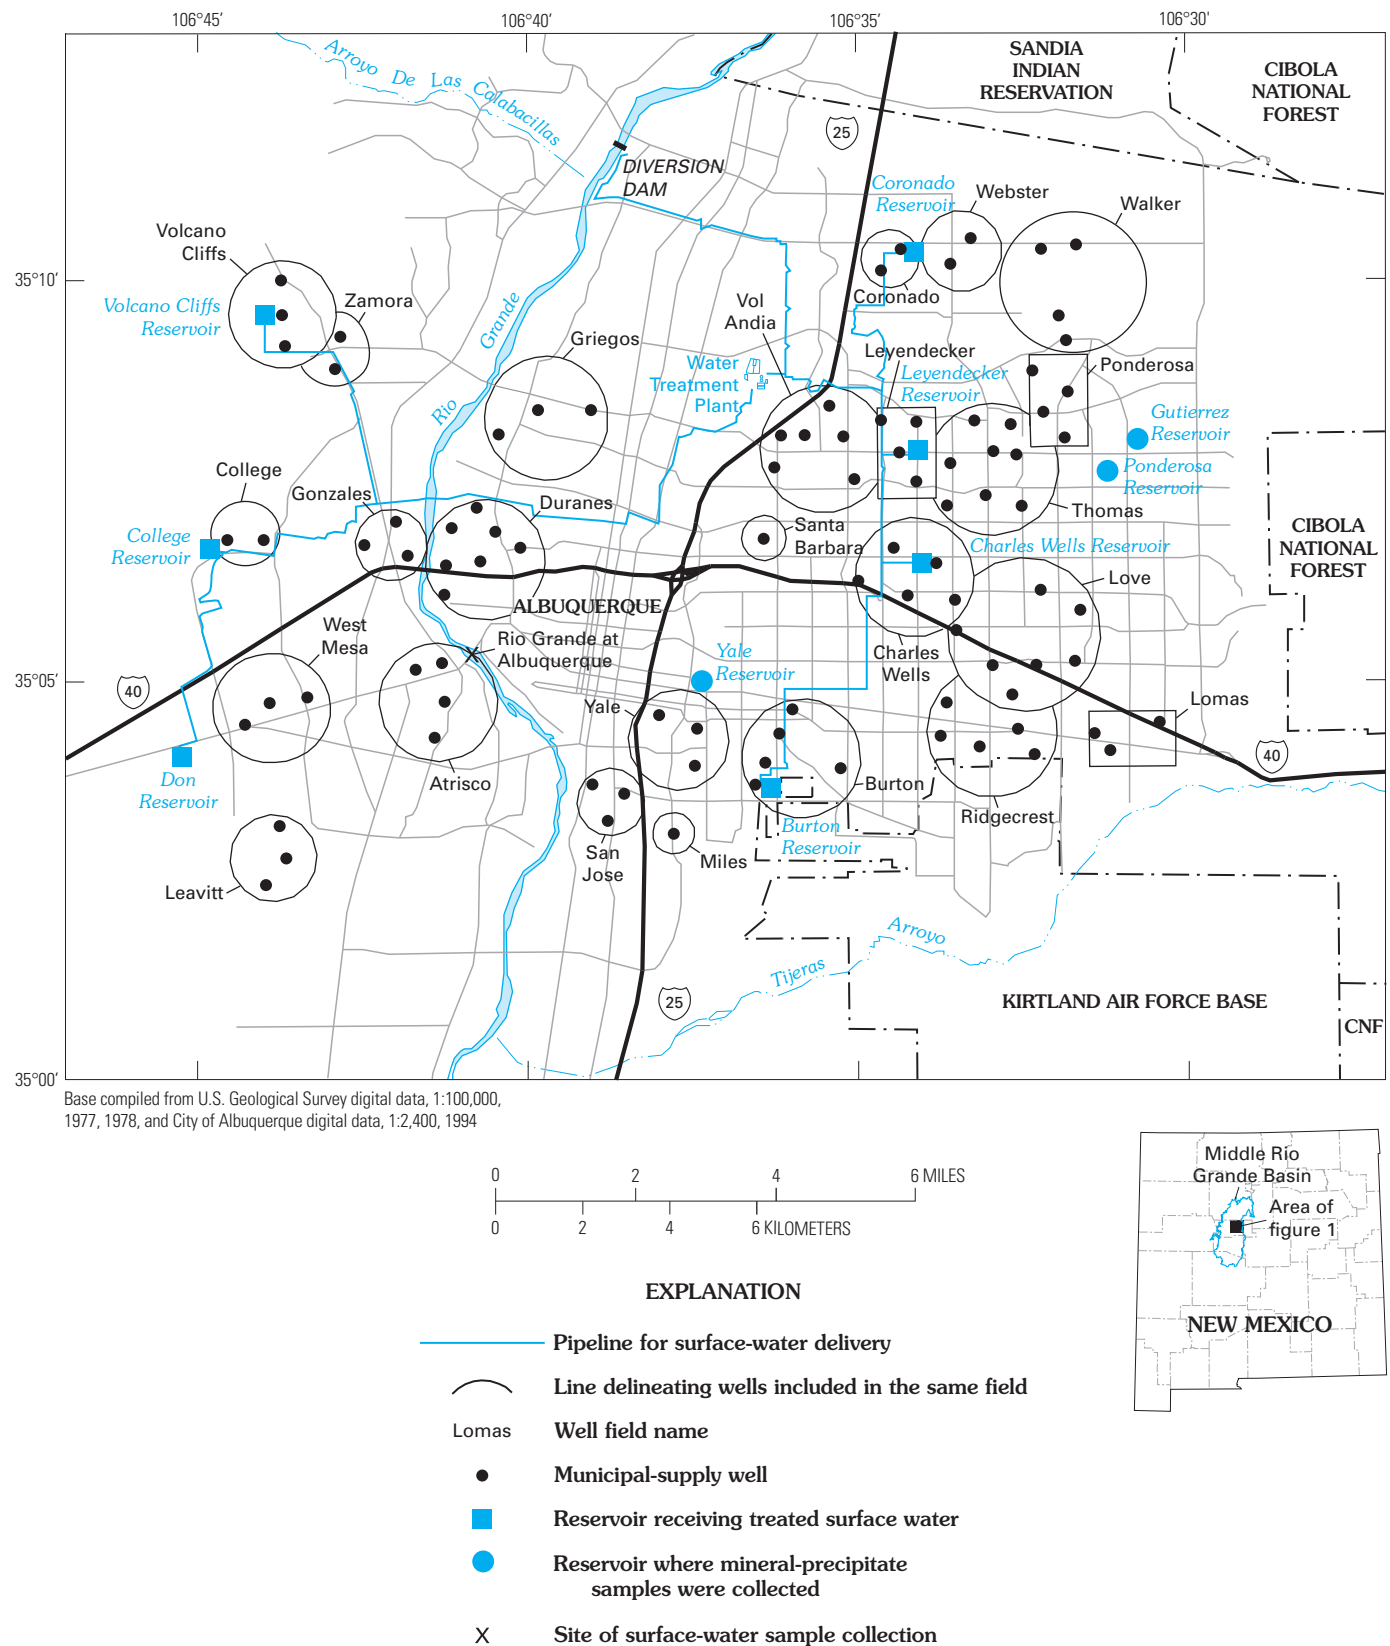 106°45′
106°40′
106°35′
106°30′
Arroyo De Las Calabacillas
SANDIA
INDIAN
RESERVATION
CIBOLA
NATIONAL
FOREST
25
DIVERSION
DAM
Coronado
Reservoir
Webster
Walker
Volcano
Cliffs
35°10′
Volcano Cliffs
Reservoir
Zamora
Rio Grande
Griegos
Vol
Andia
Coronado
Leyendecker
Leyendecker
Reservoir
Water
Treatment
Plant
Ponderosa
Gutierrez
Reservoir
Ponderosa
Reservoir
College
Gonzales
Duranes
Santa
Barbara
Thomas
College
Reservoir
Charles Wells Reservoir
CIBOLA
NATIONAL
FOREST
Love
ALBUQUERQUE
West
Mesa
Rio Grande at
Albuquerque
Yale
Reservoir
Charles
Wells
35°05′
40
Yale
Lomas
40
Don
Reservoir
Atrisco
Burton
Ridgecrest
Burton
Reservoir
San
Jose
Miles
Leavitt
Tijeras Arroyo
25
KIRTLAND AIR FORCE BASE
CNF
35°00′
Base compiled from U.S. Geological Survey digital data, 1:100,000,
1977, 1978, and City of Albuquerque digital data, 1:2,400, 1994
0 2 4 6 MILES
0 2 4 6 KILOMETERS
Middle Rio
Grande Basin
Area of
figure 1
NEW MEXICO
EXPLANATION
Pipeline for surface-water delivery
Line delineating wells included in the same field
Lomas Well field name
Municipal-supply well
Reservoir receiving treated surface water
Reservoir where mineral-precipitate
samples were collected
X Site of surface-water sample collection